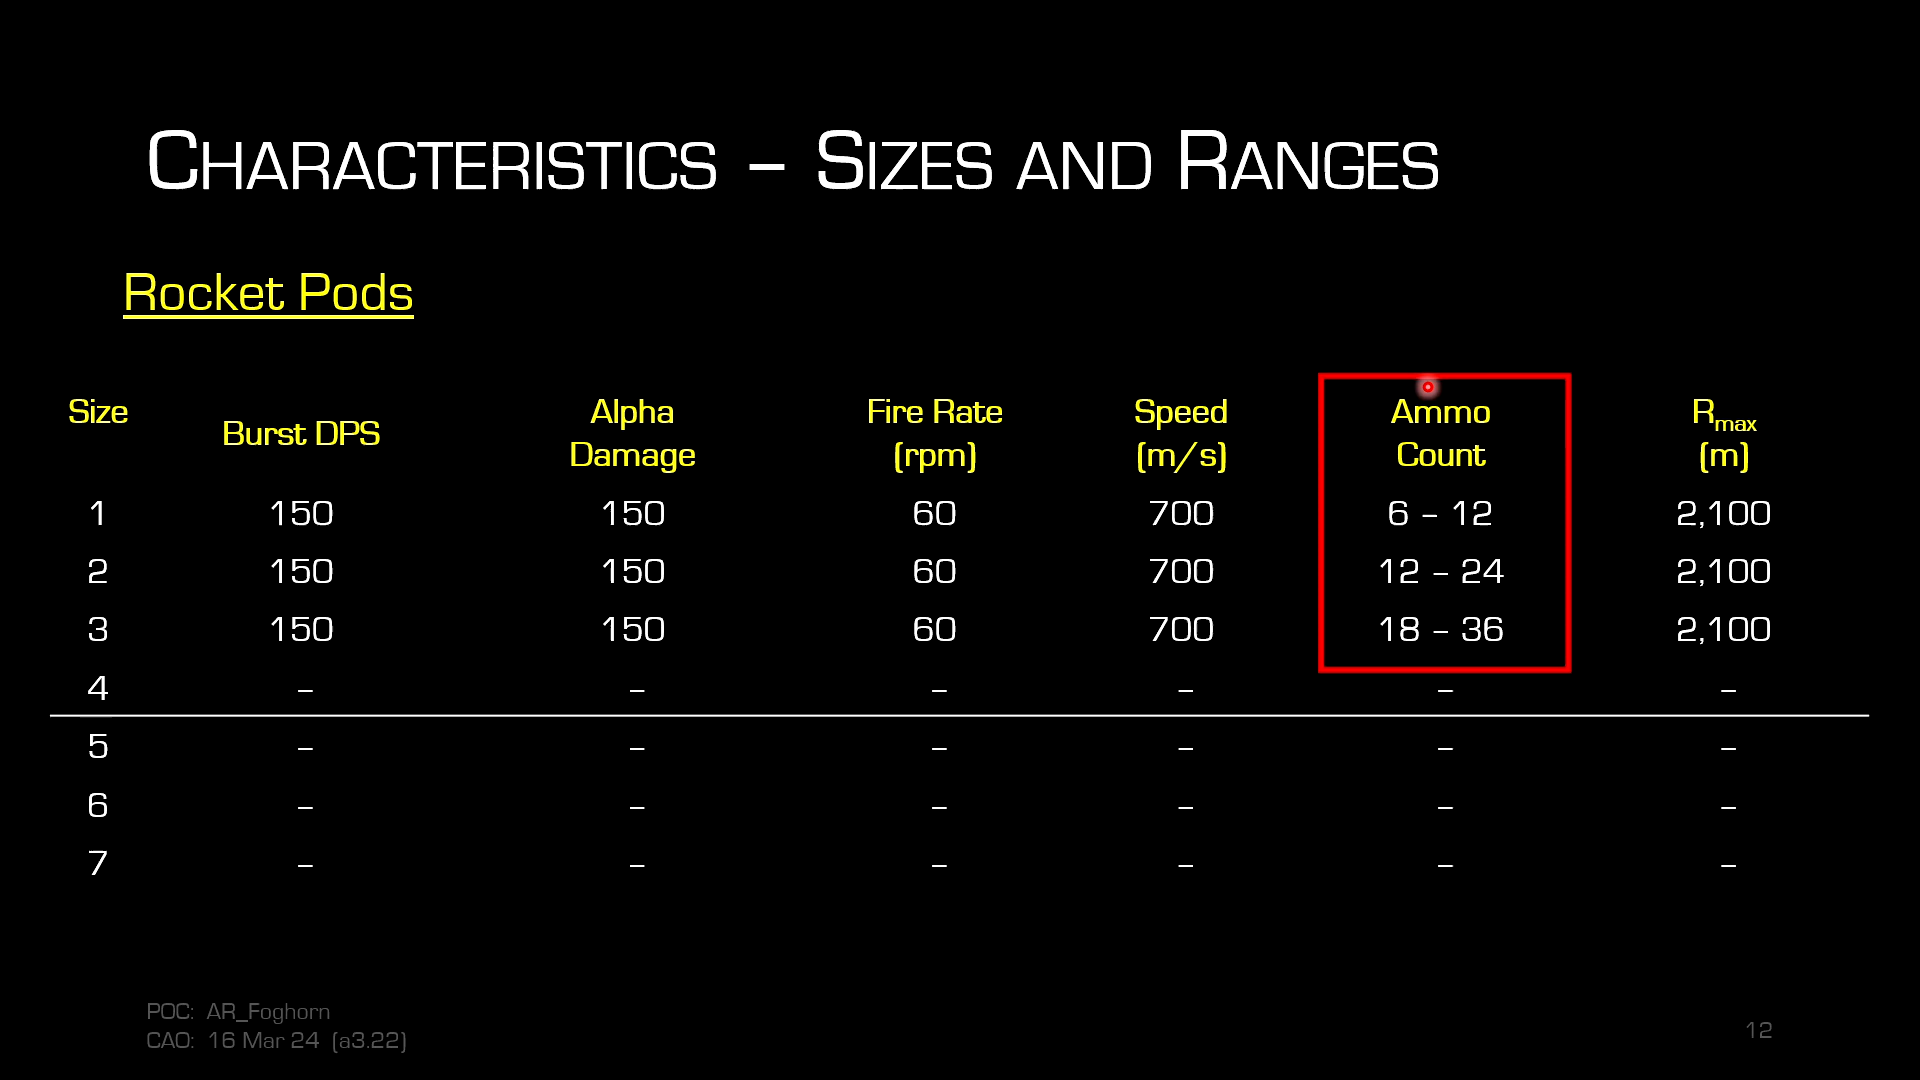 Characteristics – Sizes and Ranges
Rocket Pods
Size Burst DPS Alpha Damage Fire Rate (rpm) Speed (m/s) Ammo Count Rmax (m)
1 150 150 60 700 6 – 12 2,100
2 150 150 60 700 12 – 24 2,100
3 150 150 60 700 18 – 36 2,100
4 – – – – – –
5 – – – – – –
6 – – – – – –
7 – – – – – –
POC: AR_Foghorn
CAO: 16 Mar 24 (a3.22)
12